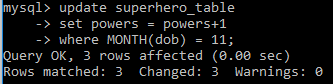 mysql> update superhero_table
    -> set powers = powers+1
    -> where MONTH(dob) = 11;
Query OK, 3 rows affected (0.00 sec)
Rows matched: 3  Changed: 3  Warnings: 0